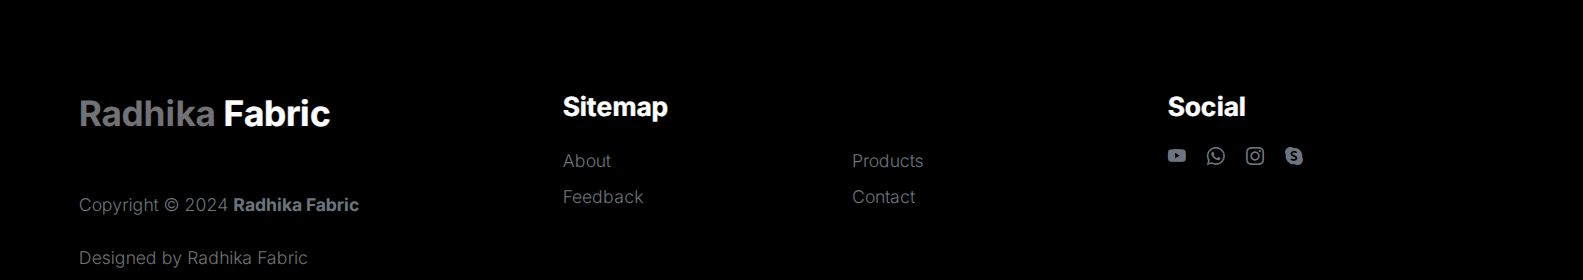 Radhika Fabric
Copyright © 2024 Radhika Fabric
Designed by Radhika Fabric
Sitemap
About
Feedback
Products
Contact
Social